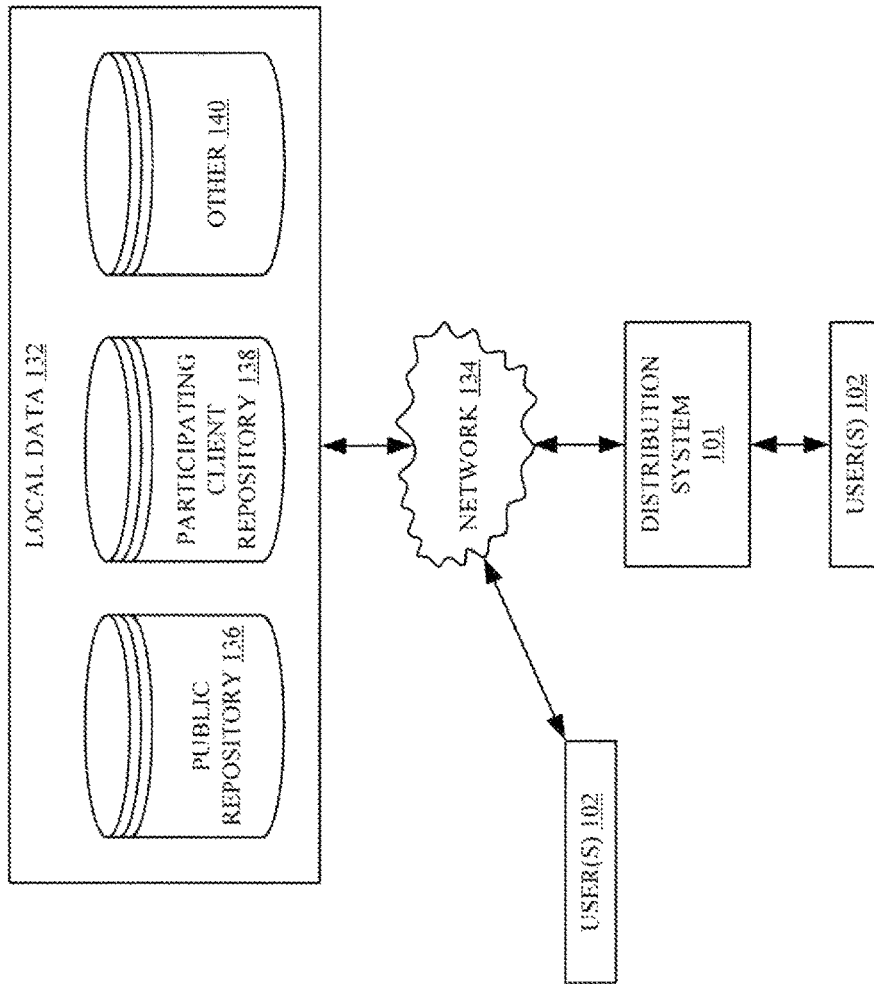 LOCAL DATA 132
PUBLIC
REPOSITORY 136
PARTICIPATING
CLIENT
REPOSITORY 138
OTHER 140
NETWORK 134
USER(S) 102
DISTRIBUTION
SYSTEM
101
USER(S) 102